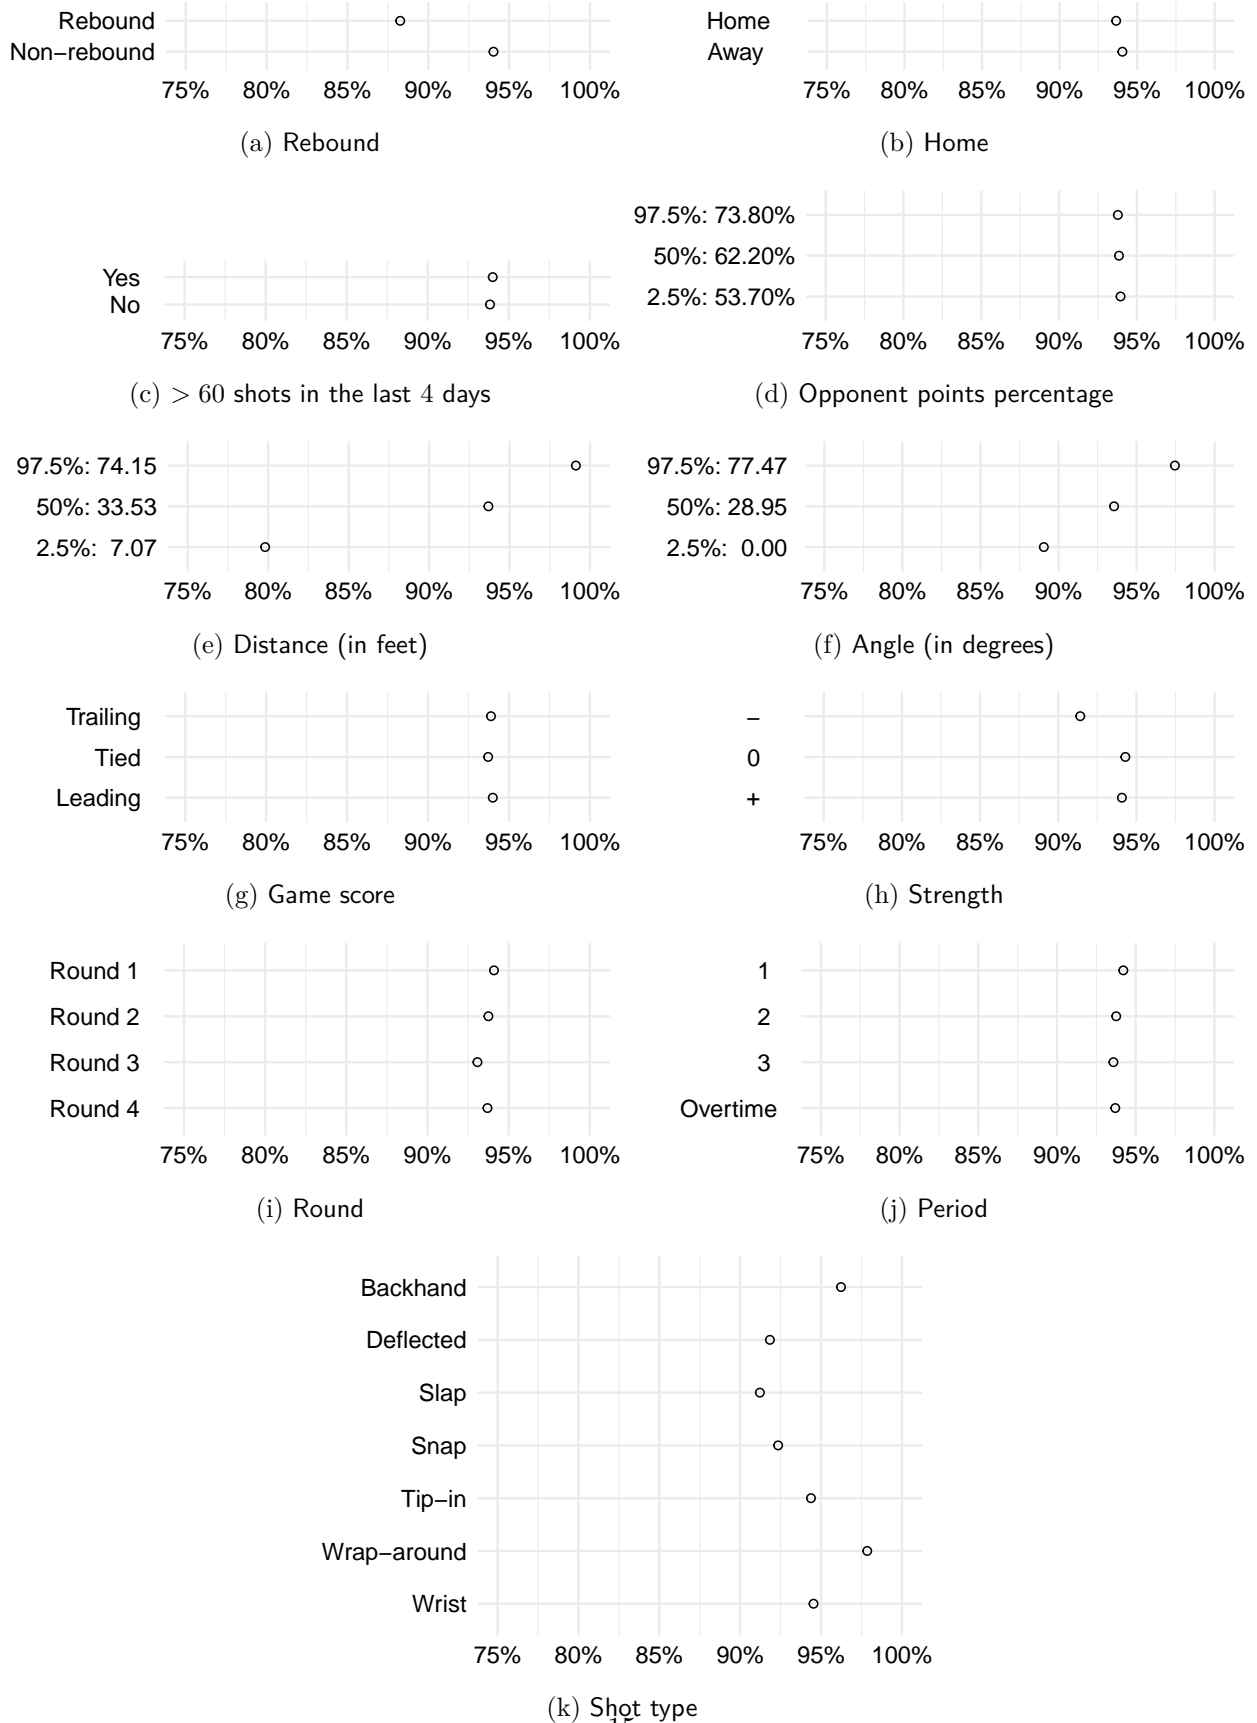 Rebound
Non−rebound
75% 80% 85% 90% 95% 100%
(a) Rebound
Home
Away
75% 80% 85% 90% 95% 100%
(b) Home
Yes
No
75% 80% 85% 90% 95% 100%
(c) > 60 shots in the last 4 days
97.5%: 73.80%
50%: 62.20%
2.5%: 53.70%
75% 80% 85% 90% 95% 100%
(d) Opponent points percentage
97.5%: 74.15
50%: 33.53
2.5%: 7.07
75% 80% 85% 90% 95% 100%
(e) Distance (in feet)
97.5%: 77.47
50%: 28.95
2.5%: 0.00
75% 80% 85% 90% 95% 100%
(f) Angle (in degrees)
Trailing
Tied
Leading
75% 80% 85% 90% 95% 100%
(g) Game score
−
0
+
75% 80% 85% 90% 95% 100%
(h) Strength
Round 1
Round 2
Round 3
Round 4
75% 80% 85% 90% 95% 100%
(i) Round
1
2
3
Overtime
75% 80% 85% 90% 95% 100%
(j) Period
Backhand
Deflected
Slap
Snap
Tip−in
Wrap−around
Wrist
75% 80% 85% 90% 95% 100%
(k) Shot type